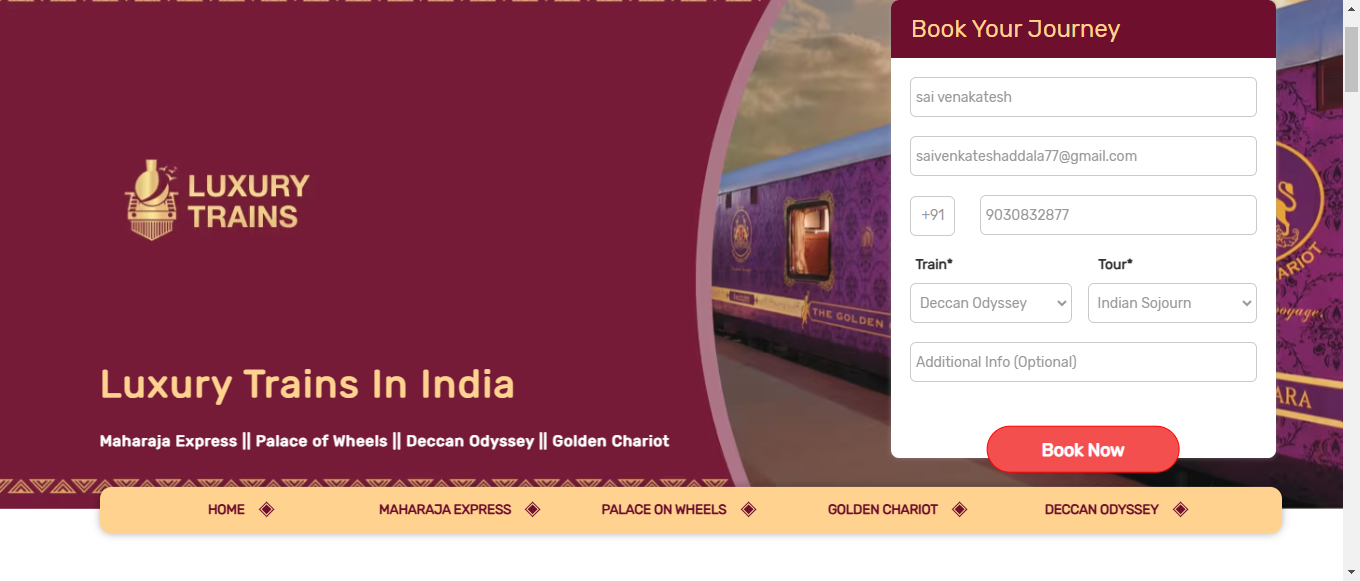 LUXURY
TRAINS
Luxury Trains In India
Maharaja Express || Palace of Wheels || Deccan Odyssey || Golden Chariot
THE GOLDEN
Book Your Journey
sai venakatesh
saivenkateshaddala77@gmail.com
+91 9030832877
Train* Tour*
Deccan Odyssey Indian Sojourn
Additional Info (Optional)
Book Now
HOME MAHARAJA EXPRESS PALACE ON WHEELS GOLDEN CHARIOT DECCAN ODYSSEY